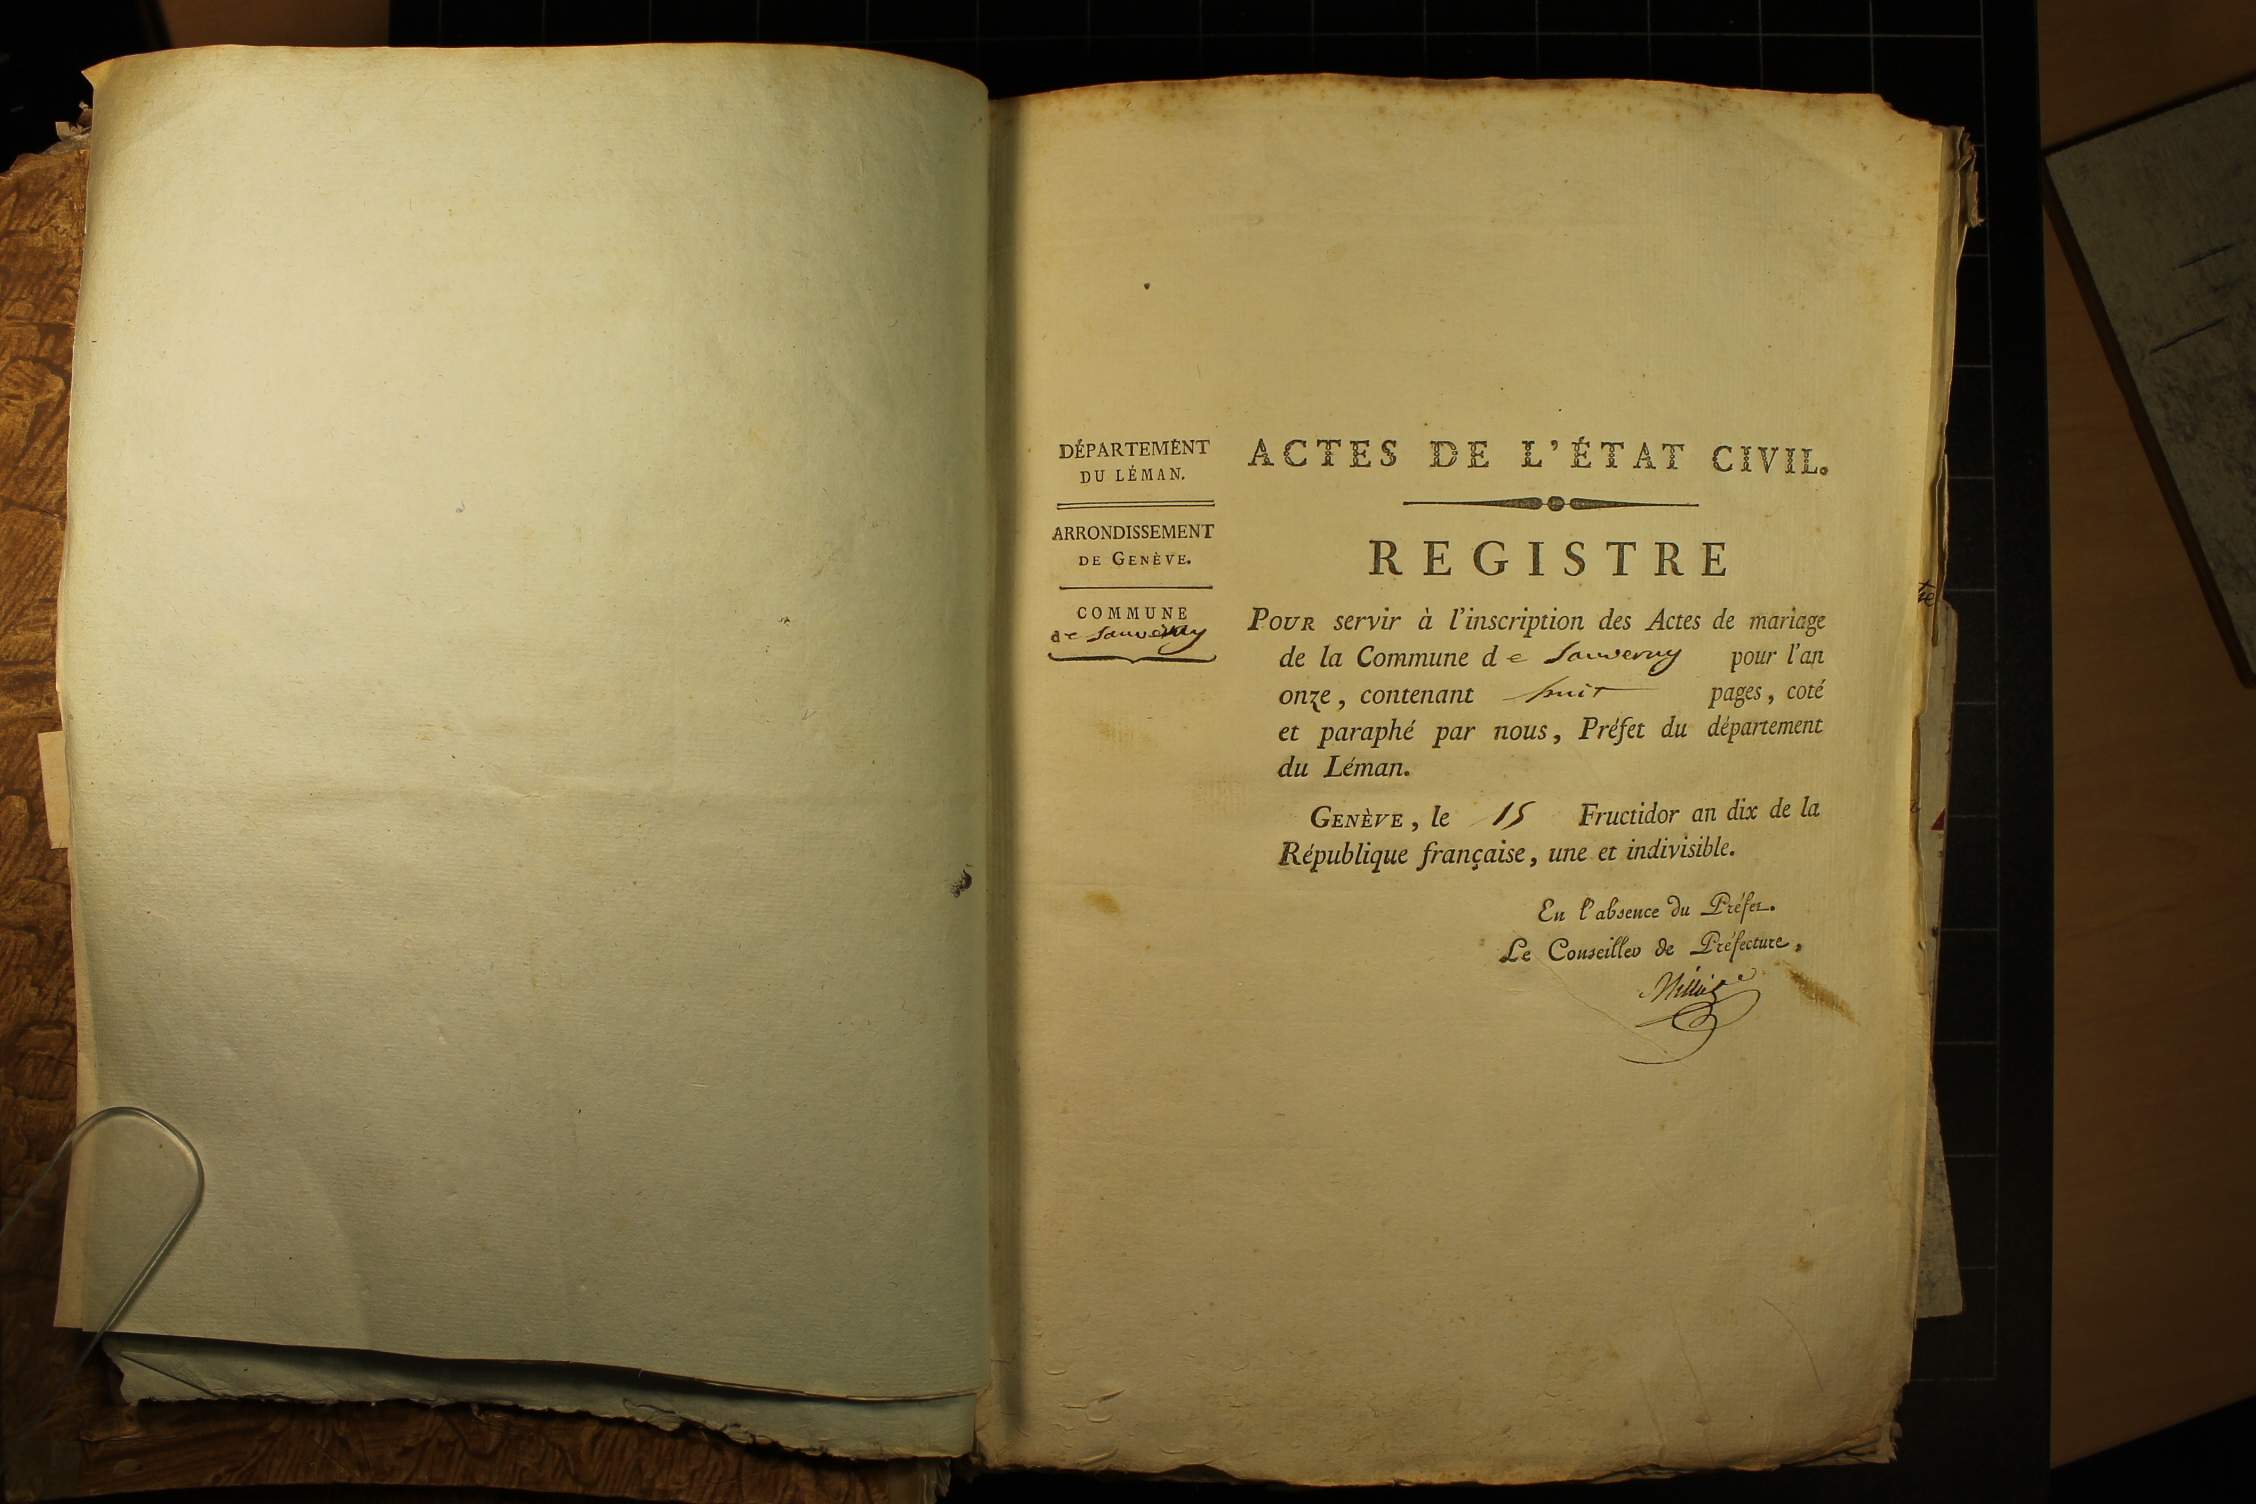 DÉPARTEMENT
DU LÉMAN.
ARRONDISSEMENT
DE GENÈVE.
COMMUNE
de Sauverny
ACTES DE L'ÉTAT CIVIL.
REGISTRE
POUR servir à l'inscription des Actes de mariage
de la Commune de Sauverny pour l'an
onze, contenant huit pages, coté
et paraphé par nous, Préfet du département
du Léman.
GENÈVE, le 15 Fructidor an dix de la
République française, une et indivisible.
En l'absence du Préfet.
Le Conseiller de Préfecture,